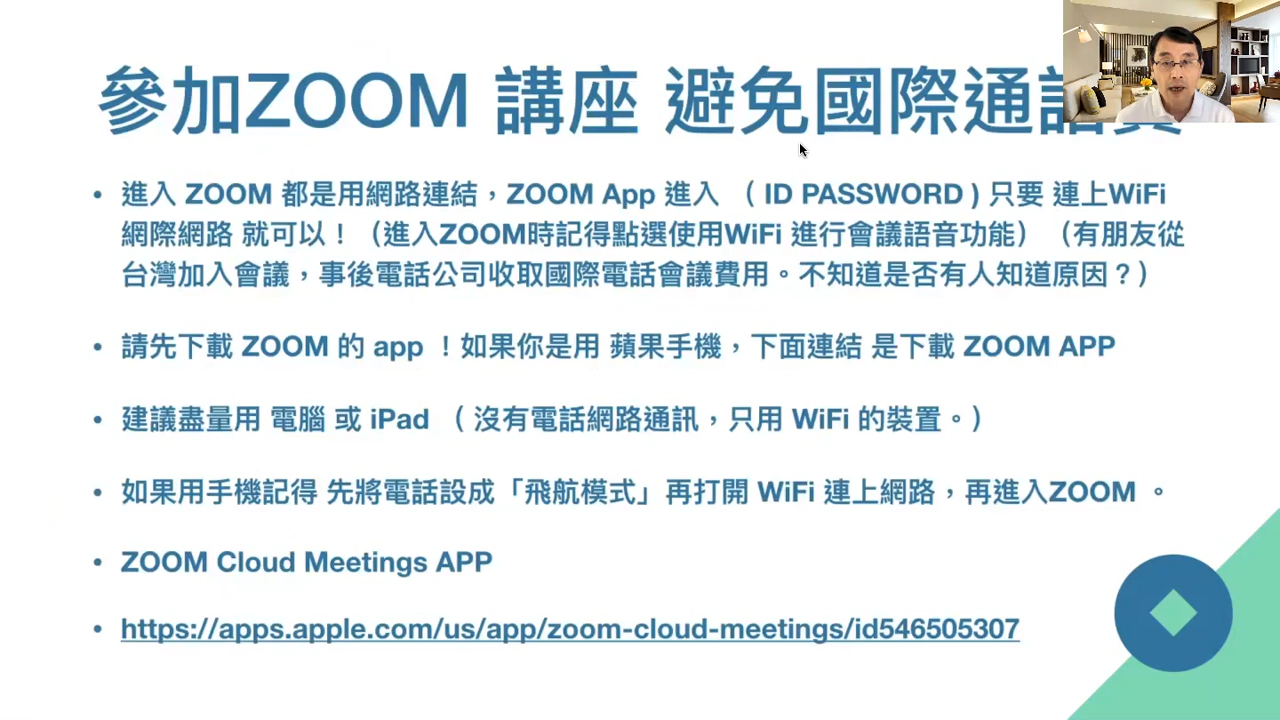 參加ZOOM 講座 避免國際通
進入 ZOOM 都是用網路連結，ZOOM App 進入 （ ID PASSWORD ) 只要 連上WiFi
網際網路 就可以！（進入ZOOM時記得點選使用WiFi 進行會議語音功能）（有朋友從
台灣加入會議，事後電話公司收取國際電話會議費用。不知道是否有人知道原因？）
請先下載 ZOOM 的 app ！如果你是用 蘋果手機，下面連結 是下載 ZOOM APP
建議盡量用 電腦 或 iPad （ 沒有電話網路通訊，只用 WiFi 的裝置。）
如果用手機記得 先將電話設成「飛航模式」再打開 WiFi 連上網路，再進入ZOOM 。
ZOOM Cloud Meetings APP
https://apps.apple.com/us/app/zoom-cloud-meetings/id546505307